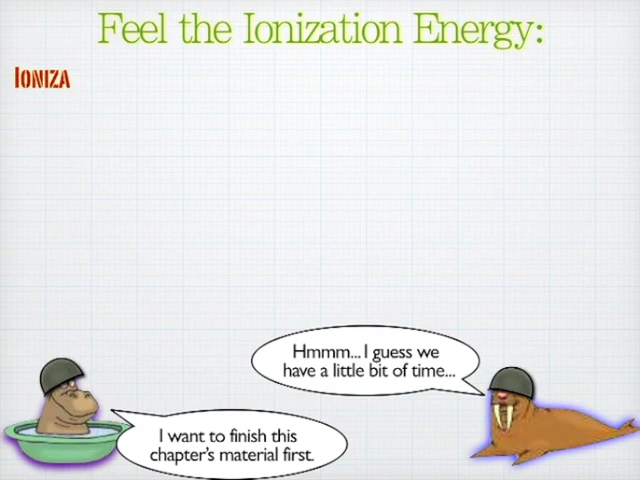 Feel the Ionization Energy:
IONIZA
Hmmm... I guess we
have a little bit of time...
I want to finish this
chapter's material first.